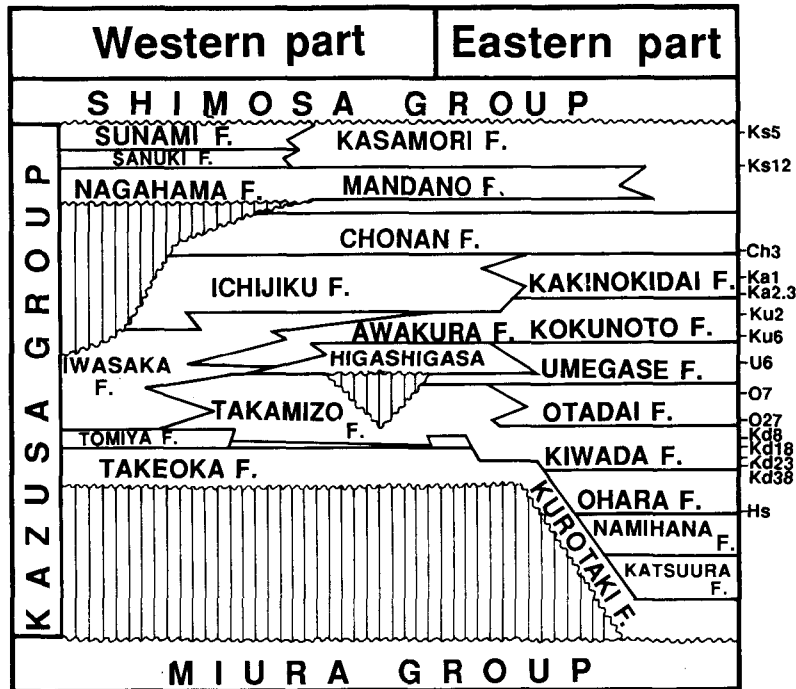 Western part
Eastern part
SHIMOSA GROUP
KAZUSA GROUP
SUNAMI F.
KASAMORI F.
Ks5
SANUKI F.
Ks12
NAGAHAMA F.
MANDANO F.
CHONAN F.
Ch3
ICHIJIKU F.
KAKINOKIDAI F.
Ka1
Ka2.3
Ku2
AWAKURA F.
KOKUNOTO F.
Ku6
IWASAKA
F.
HIGASHIGASA
UMEGASE F.
U6
O7
TAKAMIZO
F.
OTADAI F.
O27
TOMIYA F.
Kd8
Kd18
TAKEOKA F.
KIWADA F.
Kd23
Kd38
KUROTAKI F.
OHARA F.
Hs
NAMIHANA
F.
KATSUURA
F.
MIURA GROUP